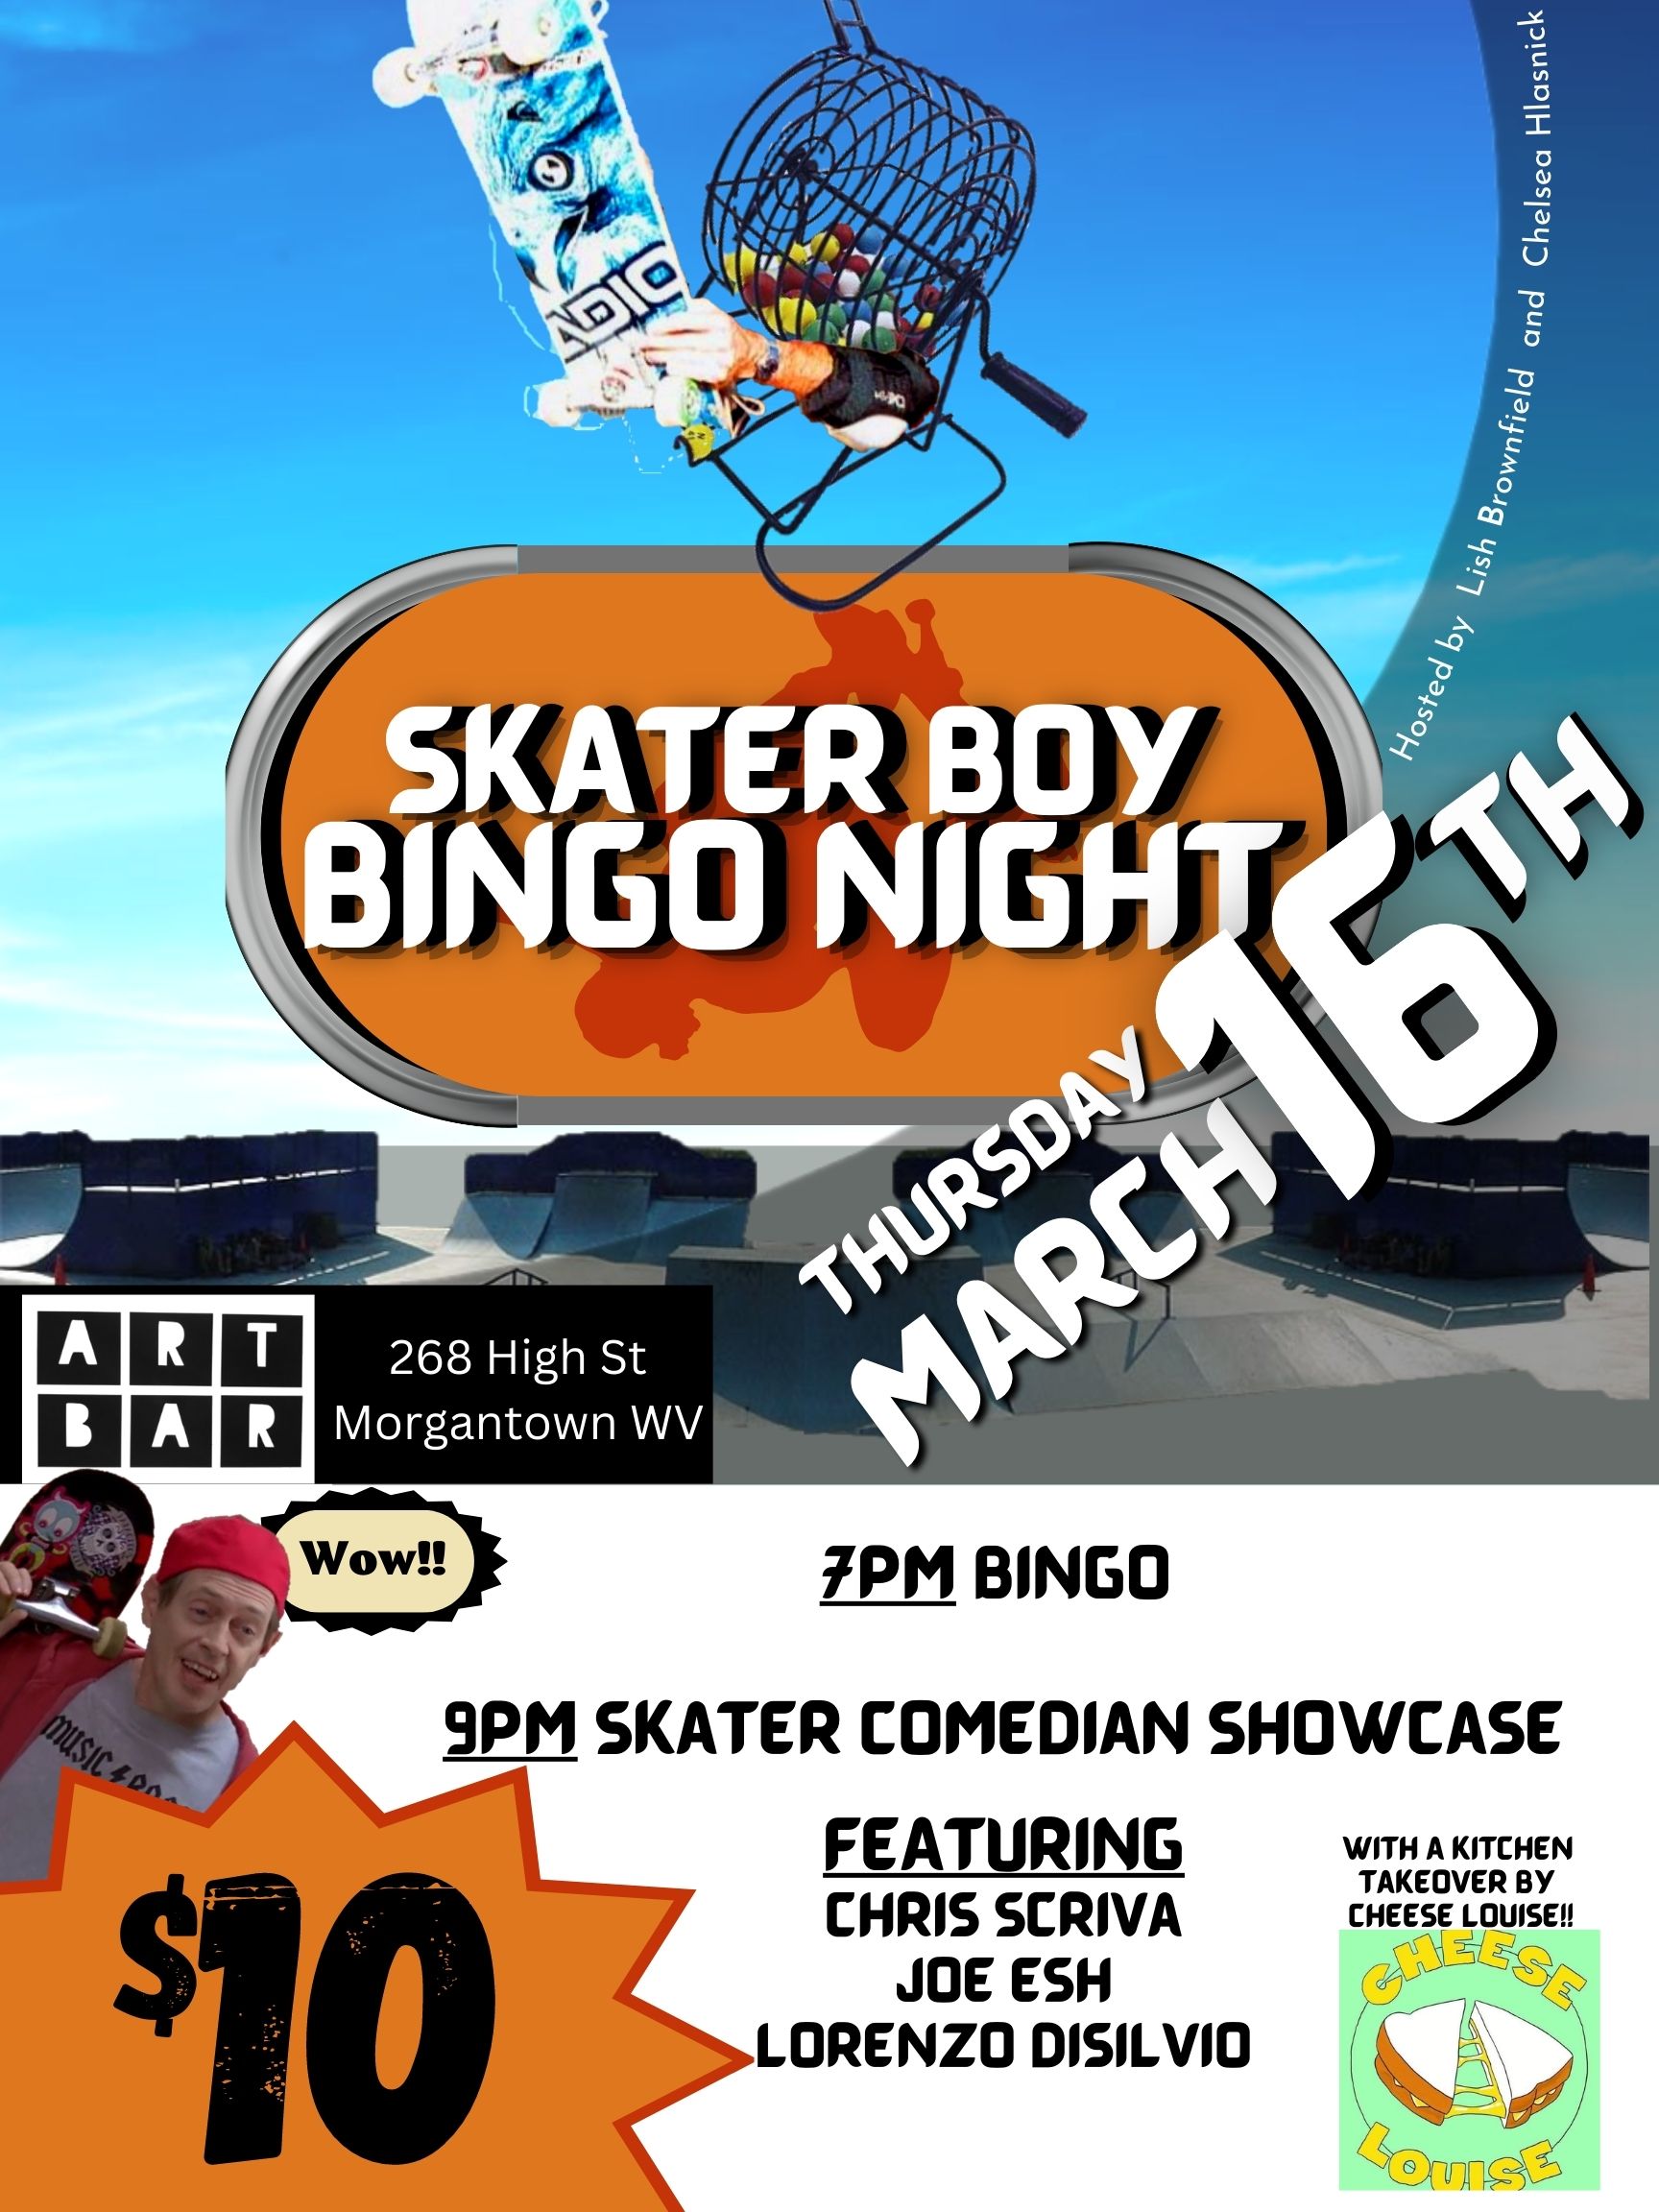 ADIO
Hosted by Lish Brownfield and Chelsea Hlasnick
SKATER BOY
BINGO NIGHT
THURSDAY
MARCH 16TH
ART
BAR
268 High St
Morgantown WV
Wow!!
7PM BINGO
9PM SKATER COMEDIAN SHOWCASE
MUSIC
FEATURING
CHRIS SCRIVA
JOE ESH
LORENZO DISILVIO
$10
WITH A KITCHEN
TAKEOVER BY
CHEESE LOUISE!!
CHEESE
LOUISE